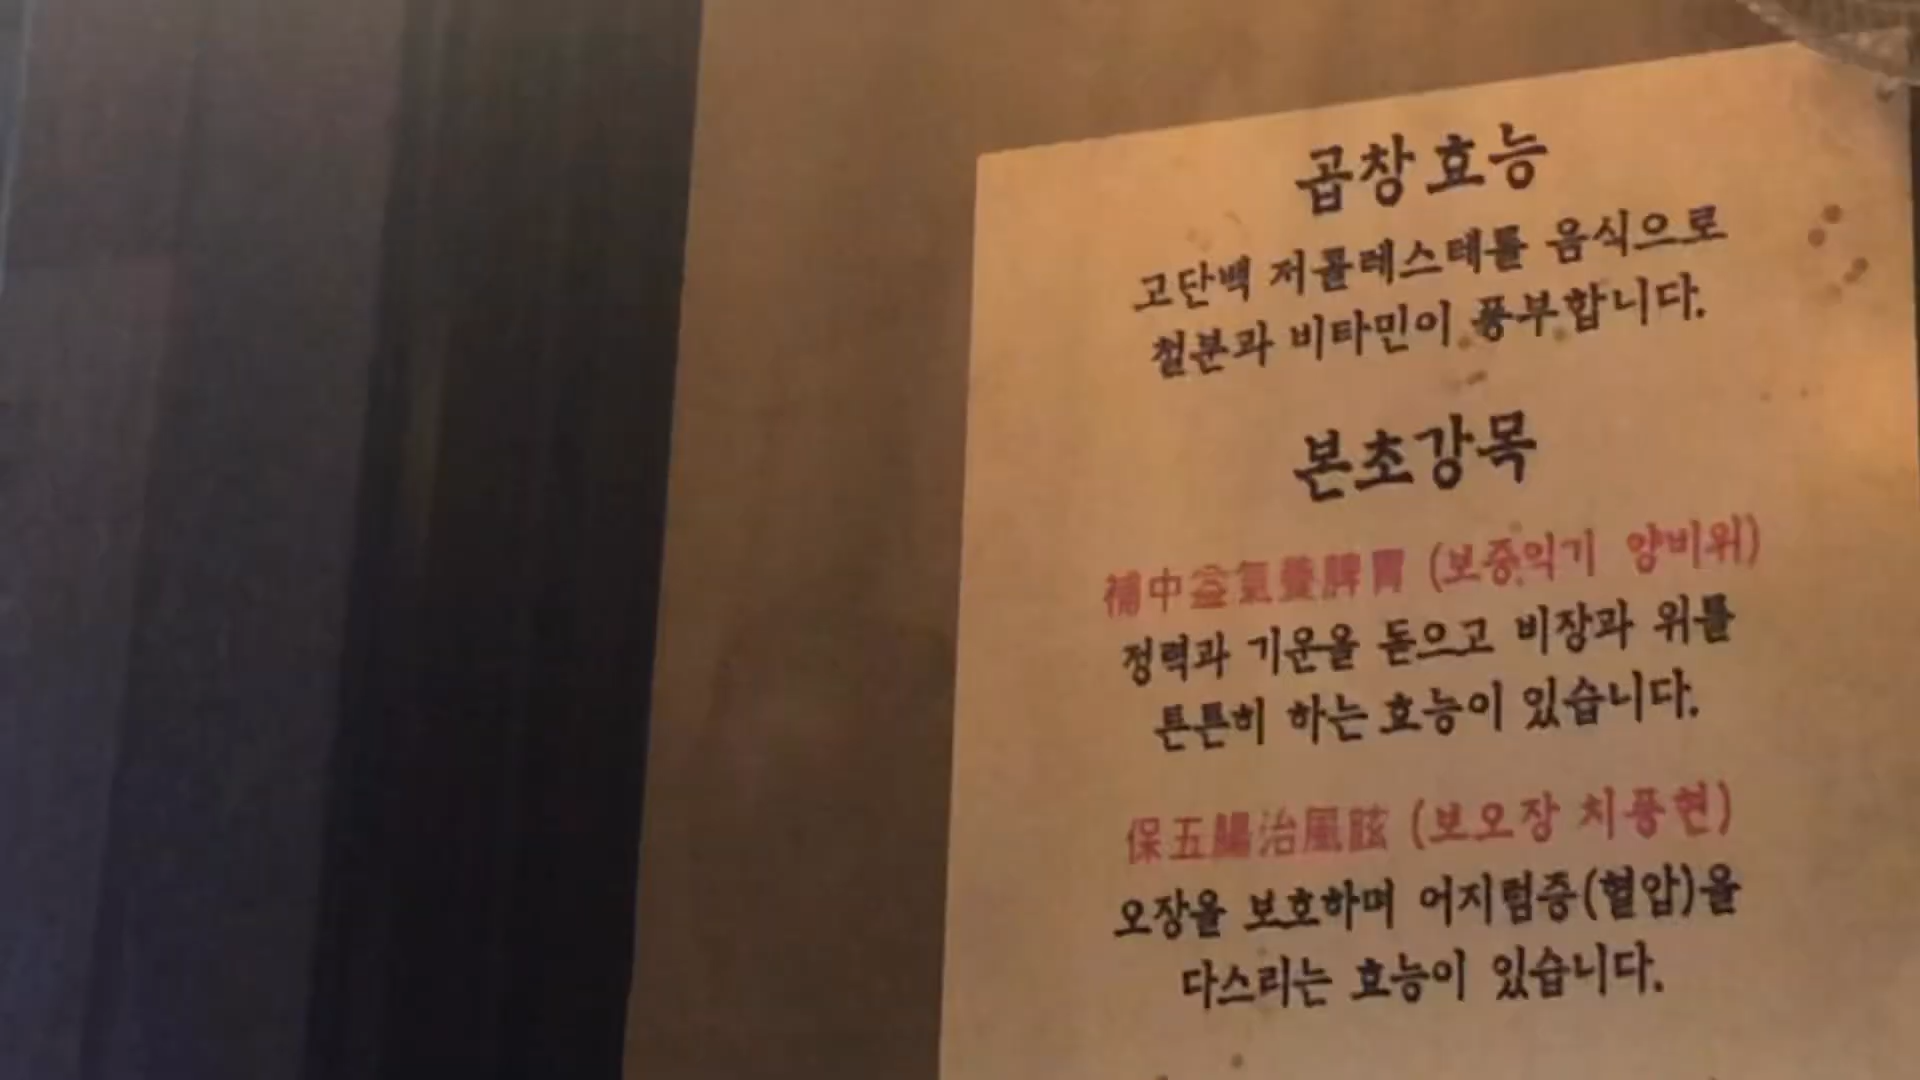 곱창 효능
고단백 저콜레스테롤 음식으로
철분과 비타민이 풍부합니다.
본초강목
補中益氣養脾胃 (보중익기 양비위)
정력과 기운을 돋으고 비장과 위를
튼튼히 하는 효능이 있습니다.
保五臟治風眩 (보오장 치풍현)
오장을 보호하며 어지럼증(혈압)을
다스리는 효능이 있습니다.